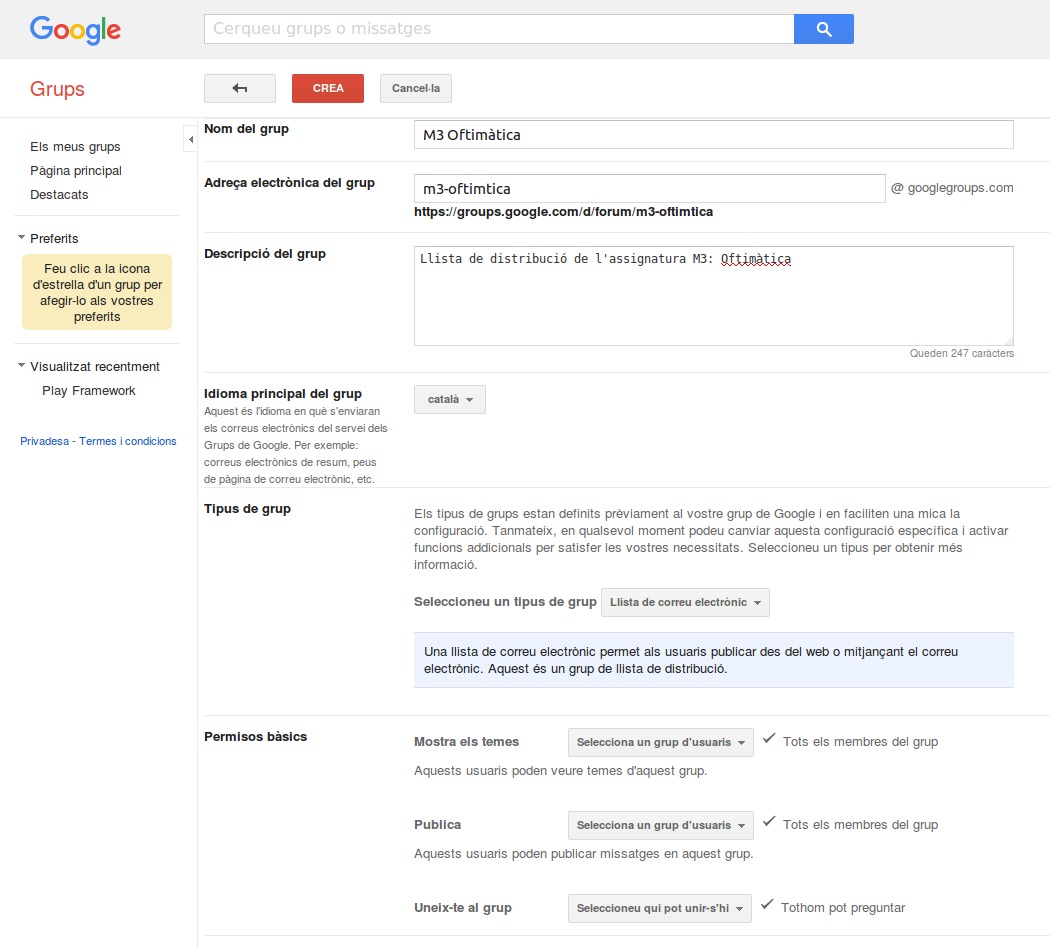 Google
Cerqueu grups o missatges
Grups
CREA
Cancel·la
Els meus grups
Pàgina principal
Destacats
Preferits
Feu clic a la icona
d'estrella d'un grup per
afegir-lo als vostres
preferits
Visualitzat recentment
Play Framework
Privadesa - Termes i condicions
Nom del grup
M3 Oftimàtica
Adreça electrònica del grup
m3-oftimtica
@ googlegroups.com
https://groups.google.com/d/forum/m3-oftimtica
Descripció del grup
Llista de distribució de l'assignatura M3: Oftimàtica
Queden 247 caràcters
Idioma principal del grup
Aquest és l'idioma en què s'enviaran
els correus electrònics del servei dels
Grups de Google. Per exemple:
correus electrònics de resum, peus
de pàgina de correu electrònic, etc.
català
Tipus de grup
Els tipus de grups estan definits prèviament al vostre grup de Google i en faciliten una mica la
configuració. Tanmateix, en qualsevol moment podeu canviar aquesta configuració específica i activar
funcions addicionals per satisfer les vostres necessitats. Seleccioneu un tipus per obtenir més
informació.
Seleccioneu un tipus de grup
Llista de correu electrònic
Una llista de correu electrònic permet als usuaris publicar des del web o mitjançant el correu
electrònic. Aquest és un grup de llista de distribució.
Permisos bàsics
Mostra els temes
Selecciona un grup d'usuaris
Tots els membres del grup
Aquests usuaris poden veure temes d'aquest grup.
Publica
Selecciona un grup d'usuaris
Tots els membres del grup
Aquests usuaris poden publicar missatges en aquest grup.
Uneix-te al grup
Seleccioneu qui pot unir-s'hi
Tothom pot preguntar